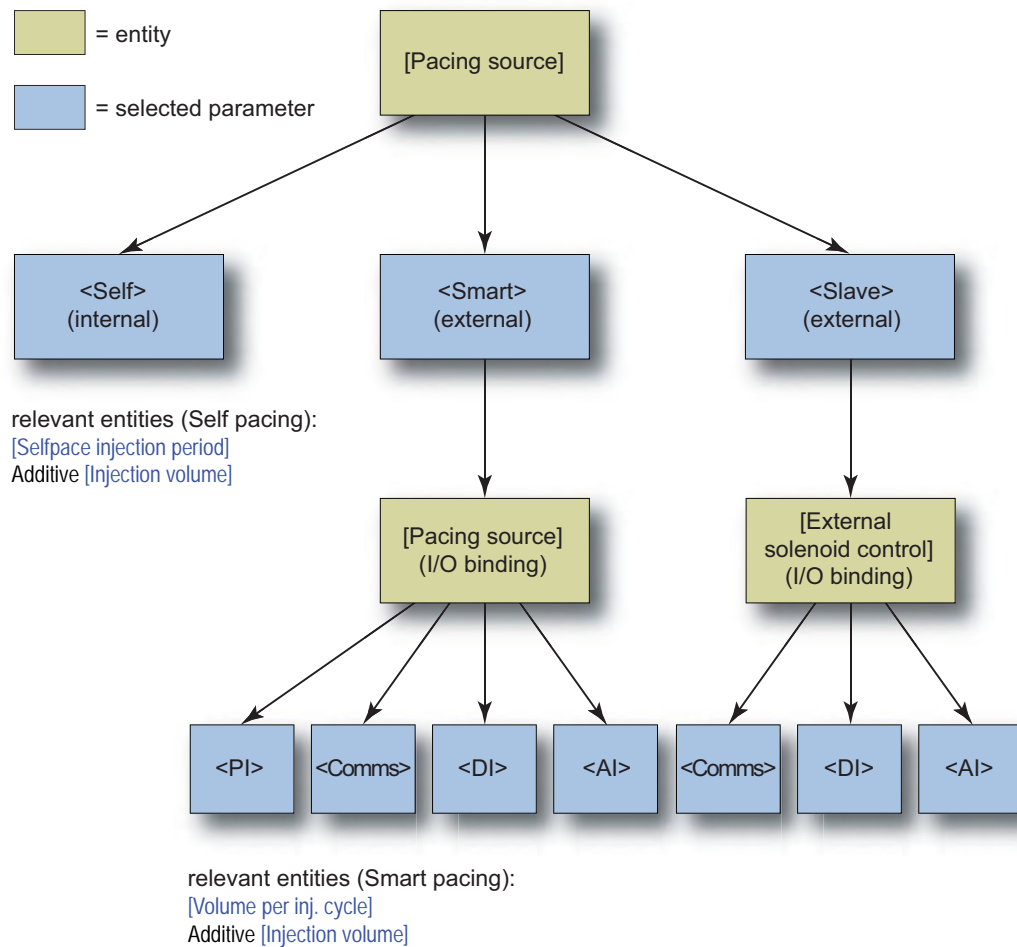 = entity
= selected parameter
[Pacing source]
<Self>
(internal)
<Smart>
(external)
<Slave>
(external)
relevant entities (Self pacing):
[Selfpace injection period]
Additive [Injection volume]
[Pacing source]
(I/O binding)
[External
solenoid control]
(I/O binding)
<PI>
<Comms>
<DI>
<AI>
<Comms>
<DI>
<AI>
relevant entities (Smart pacing):
[Volume per inj. cycle]
Additive [Injection volume]